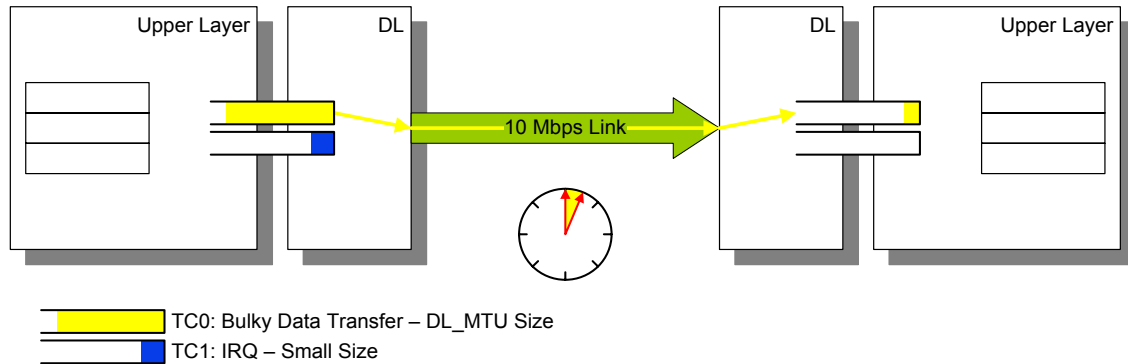 Upper Layer
DL
DL
Upper Layer
10 Mbps Link
TC0: Bulky Data Transfer – DL_MTU Size
TC1: IRQ – Small Size